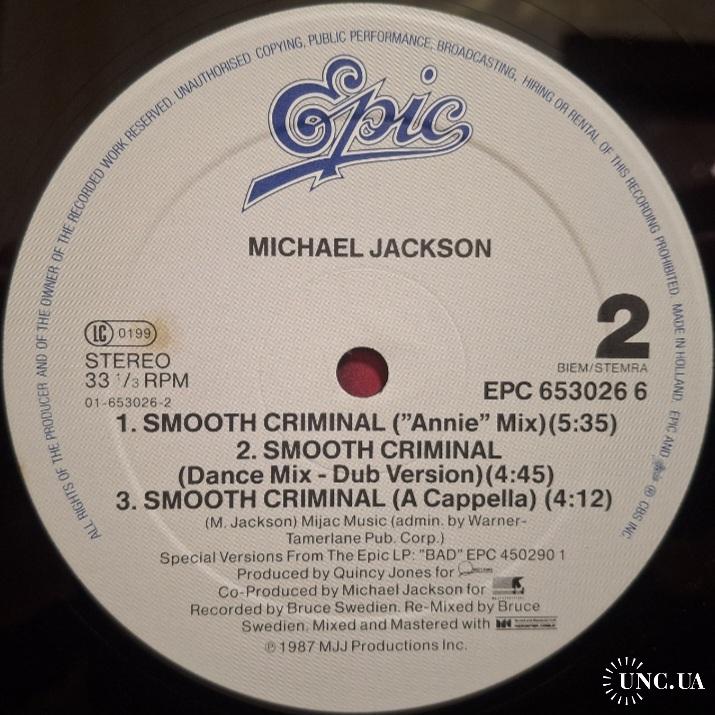 ALL RIGHTS OF THE PRODUCER AND OF THE OWNER OF THE RECORDED WORK RESERVED. UNAUTHORISED COPYING, PUBLIC PERFORMANCE, BROADCASTING, HIRING OR RENTAL OF THIS RECORDING PROHIBITED. MADE IN HOLLAND. EPIC AND Epic ℗ CBS INC.
Epic
MICHAEL JACKSON
LC 0199
2
STEREO
BIEM/STEMRA
33 1/3 RPM
EPC 653026 6
01-653026-2
1. SMOOTH CRIMINAL ("Annie" Mix)(5:35)
2. SMOOTH CRIMINAL
(Dance Mix - Dub Version)(4:45)
3. SMOOTH CRIMINAL (A Cappella) (4:12)
(M. Jackson) Mijac Music (admin. by Warner-
Tamerlane Pub. Corp.)
Special Versions From The Epic LP: "BAD" EPC 450290 1
Produced by Quincy Jones for
Co-Produced by Michael Jackson for
Recorded by Bruce Swedien. Re-Mixed by Bruce
Swedien. Mixed and Mastered with
℗ 1987 MJJ Productions Inc.
UNC.UA